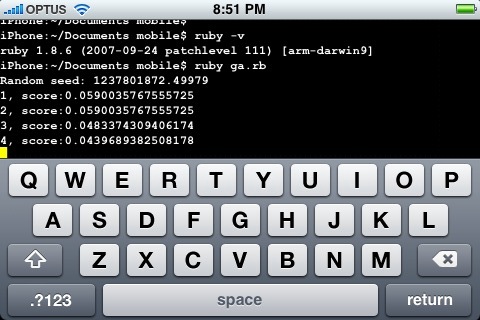 OPTUS 8:51 PM
iPhone:~/Documents mobile$
iPhone:~/Documents mobile$ ruby -v
ruby 1.8.6 (2007-09-24 patchlevel 111) [arm-darwin9]
iPhone:~/Documents mobile$ ruby ga.rb
Random seed: 1237801872.49979
1, score:0.0590035767555725
2, score:0.0590035767555725
3, score:0.0483374309406174
4, score:0.0439689382508178
Q W E R T Y U I O P
A S D F G H J K L
Z X C V B N M
.?123 space return